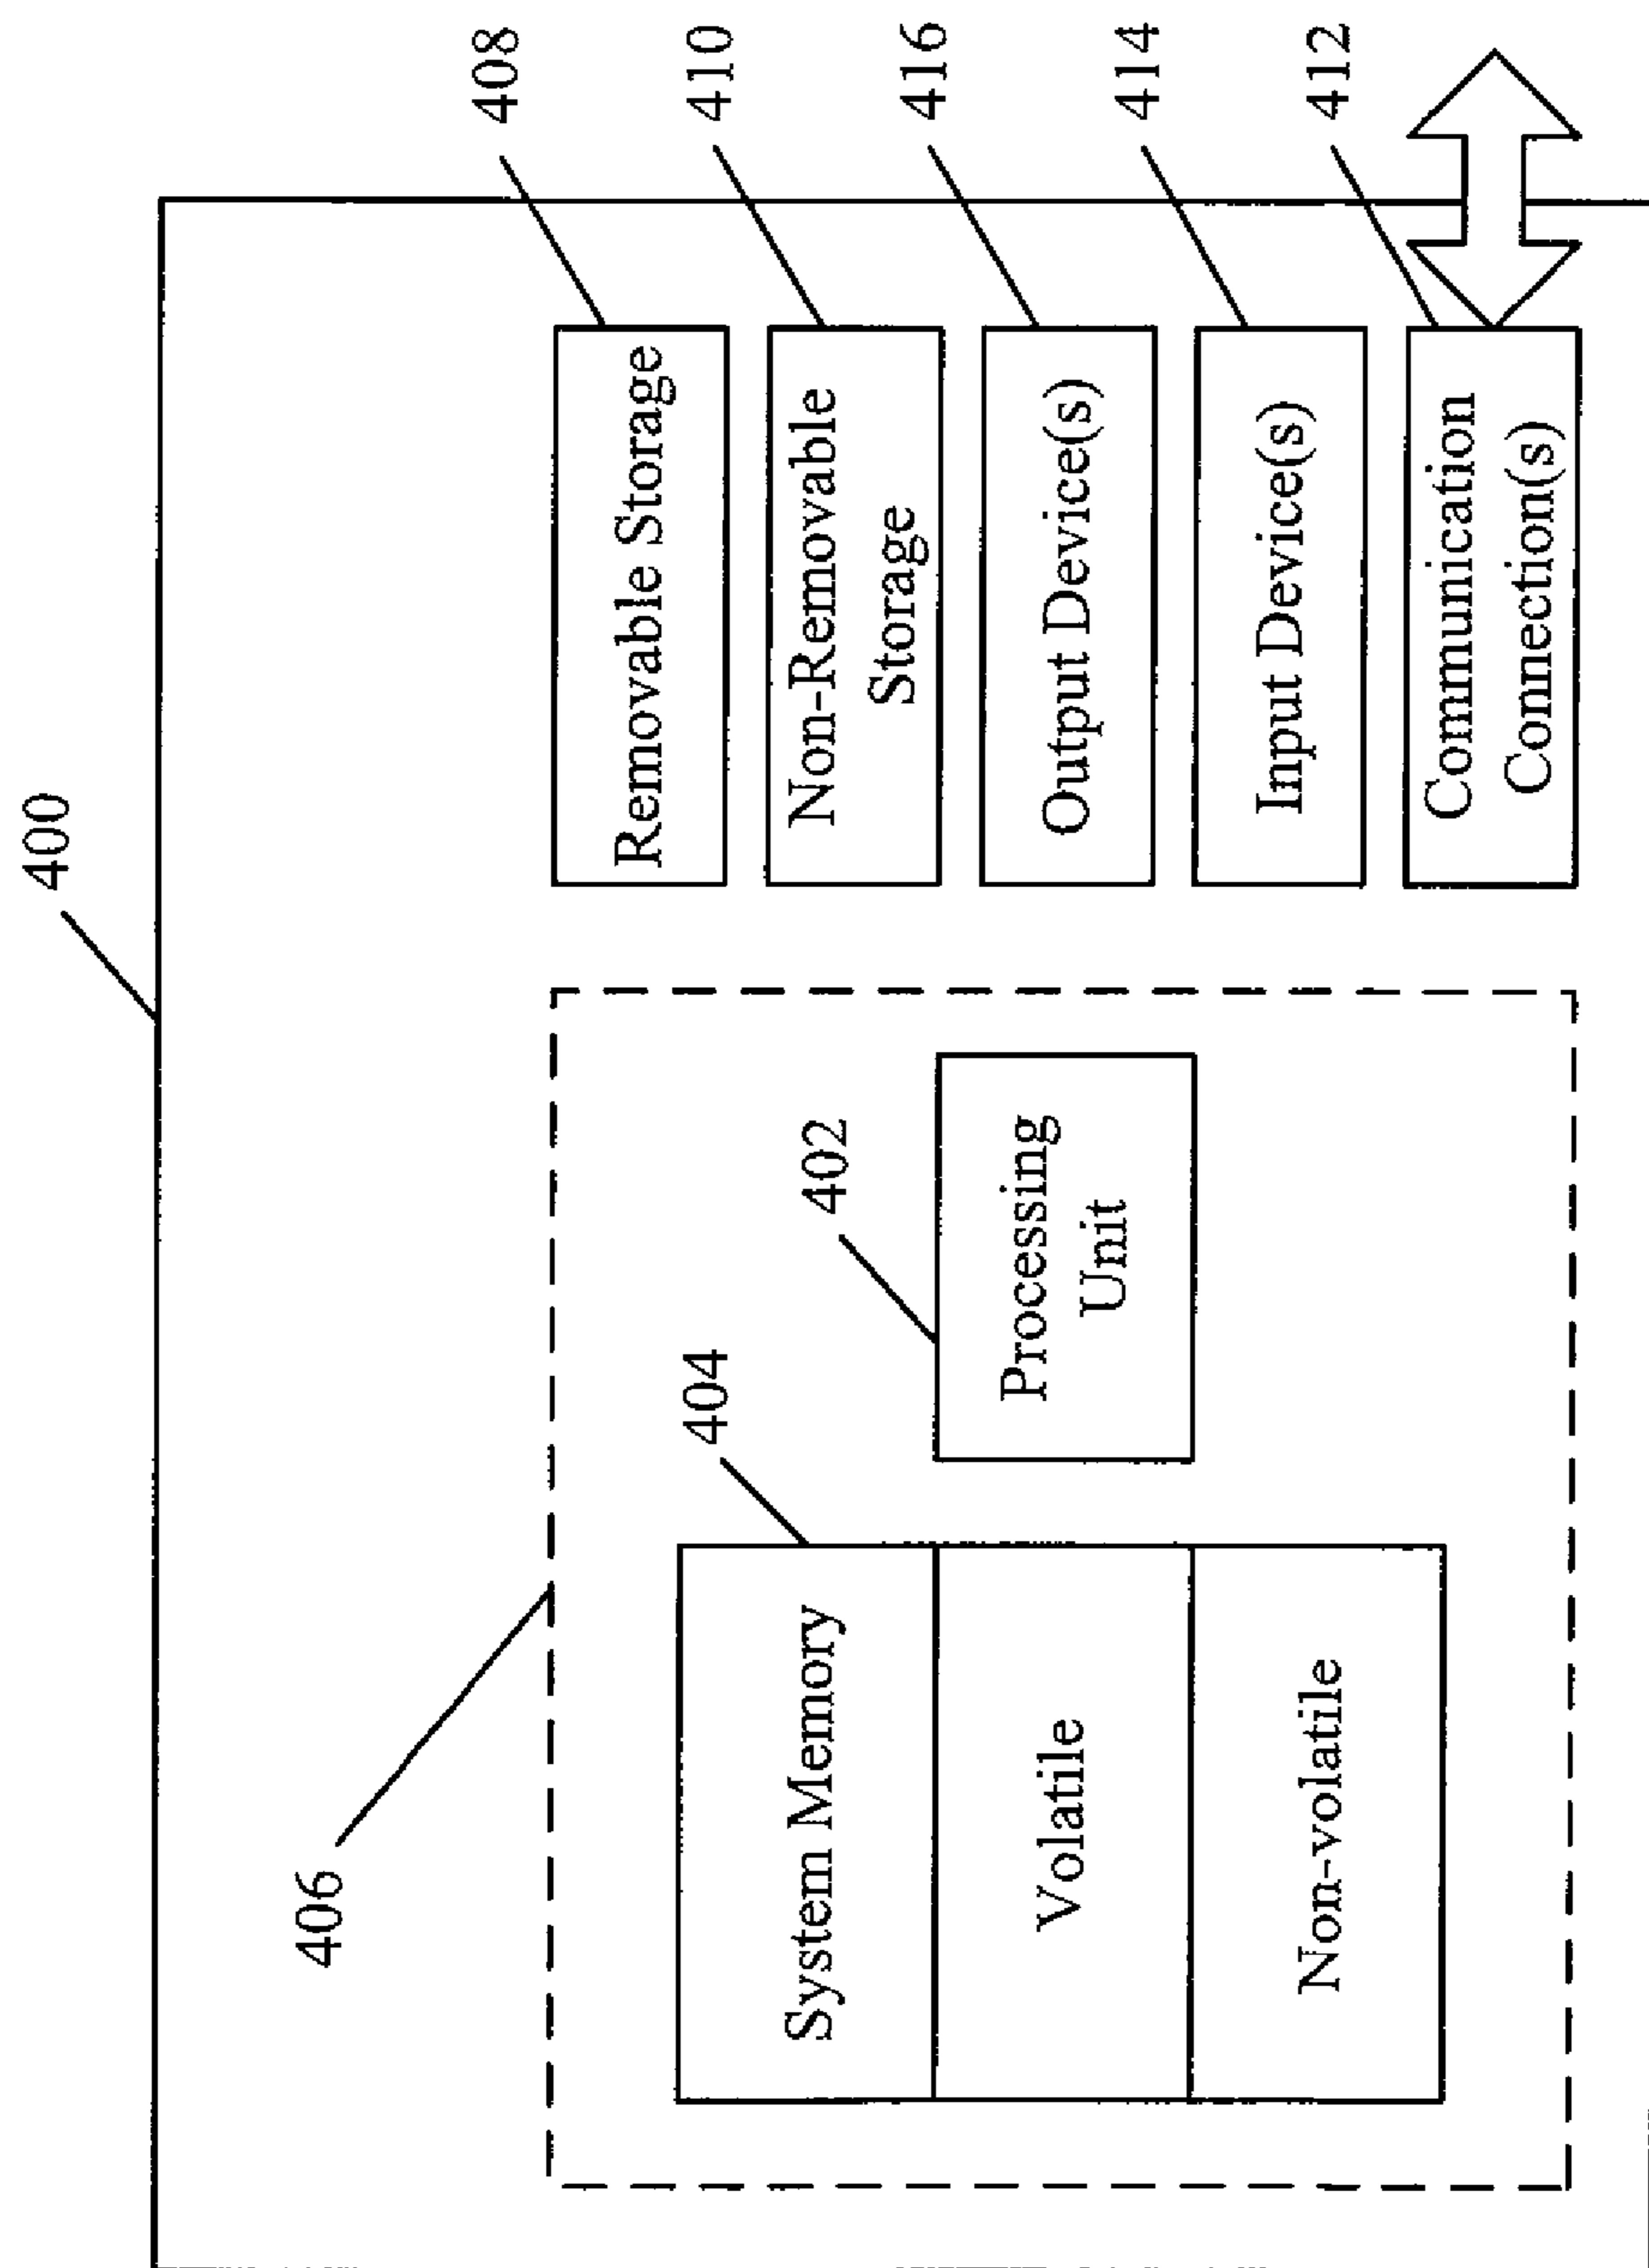 400
406
404
System Memory
Volatile
Non-volatile
402
Processing
Unit
408
Removable Storage
410
Non-Removable
Storage
416
Output Device(s)
414
Input Device(s)
412
Communication
Connection(s)